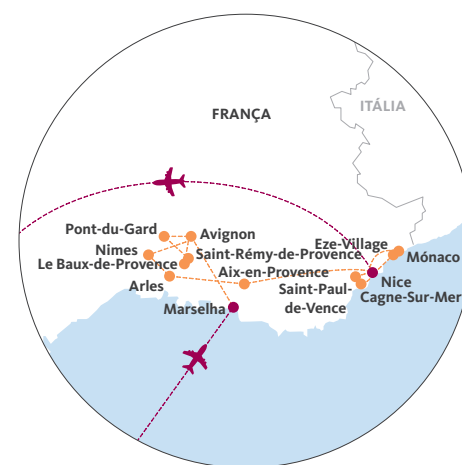 ITÁLIA
FRANÇA
Pont-du-Gard
Avignon
Nimes
Eze-Village
Saint-Rémy-de-Provence
Mónaco
Le Baux-de-Provence
Aix-en-Provence
Arles
Saint-Paul-
de-Vence
Nice
Cagne-Sur-Mer
Marselha